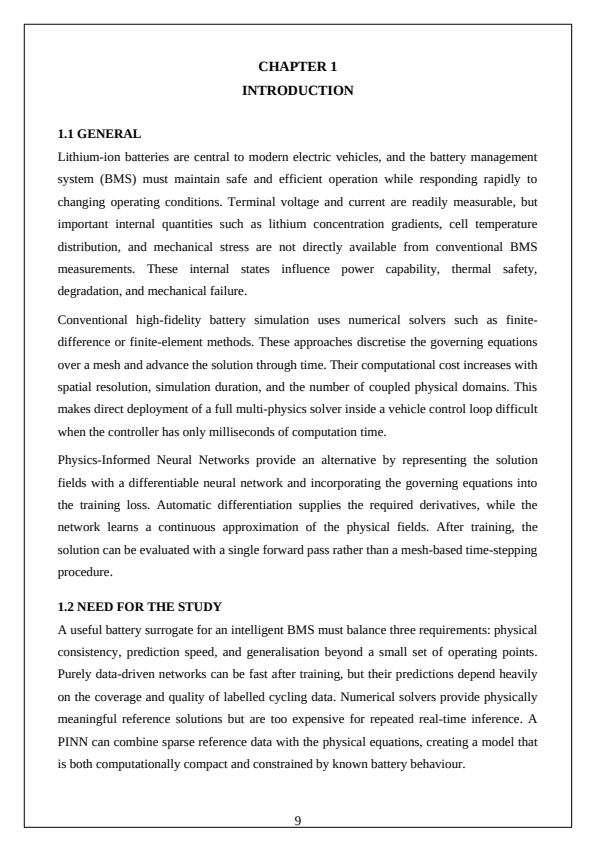 CHAPTER 1
INTRODUCTION
1.1 GENERAL
Lithium-ion batteries are central to modern electric vehicles, and the battery management
system (BMS) must maintain safe and efficient operation while responding rapidly to
changing operating conditions. Terminal voltage and current are readily measurable, but
important internal quantities such as lithium concentration gradients, cell temperature
distribution, and mechanical stress are not directly available from conventional BMS
measurements. These internal states influence power capability, thermal safety,
degradation, and mechanical failure.
Conventional high-fidelity battery simulation uses numerical solvers such as finite-
difference or finite-element methods. These approaches discretise the governing equations
over a mesh and advance the solution through time. Their computational cost increases with
spatial resolution, simulation duration, and the number of coupled physical domains. This
makes direct deployment of a full multi-physics solver inside a vehicle control loop difficult
when the controller has only milliseconds of computation time.
Physics-Informed Neural Networks provide an alternative by representing the solution
fields with a differentiable neural network and incorporating the governing equations into
the training loss. Automatic differentiation supplies the required derivatives, while the
network learns a continuous approximation of the physical fields. After training, the
solution can be evaluated with a single forward pass rather than a mesh-based time-stepping
procedure.
1.2 NEED FOR THE STUDY
A useful battery surrogate for an intelligent BMS must balance three requirements: physical
consistency, prediction speed, and generalisation beyond a small set of operating points.
Purely data-driven networks can be fast after training, but their predictions depend heavily
on the coverage and quality of labelled cycling data. Numerical solvers provide physically
meaningful reference solutions but are too expensive for repeated real-time inference. A
PINN can combine sparse reference data with the physical equations, creating a model that
is both computationally compact and constrained by known battery behaviour.
9